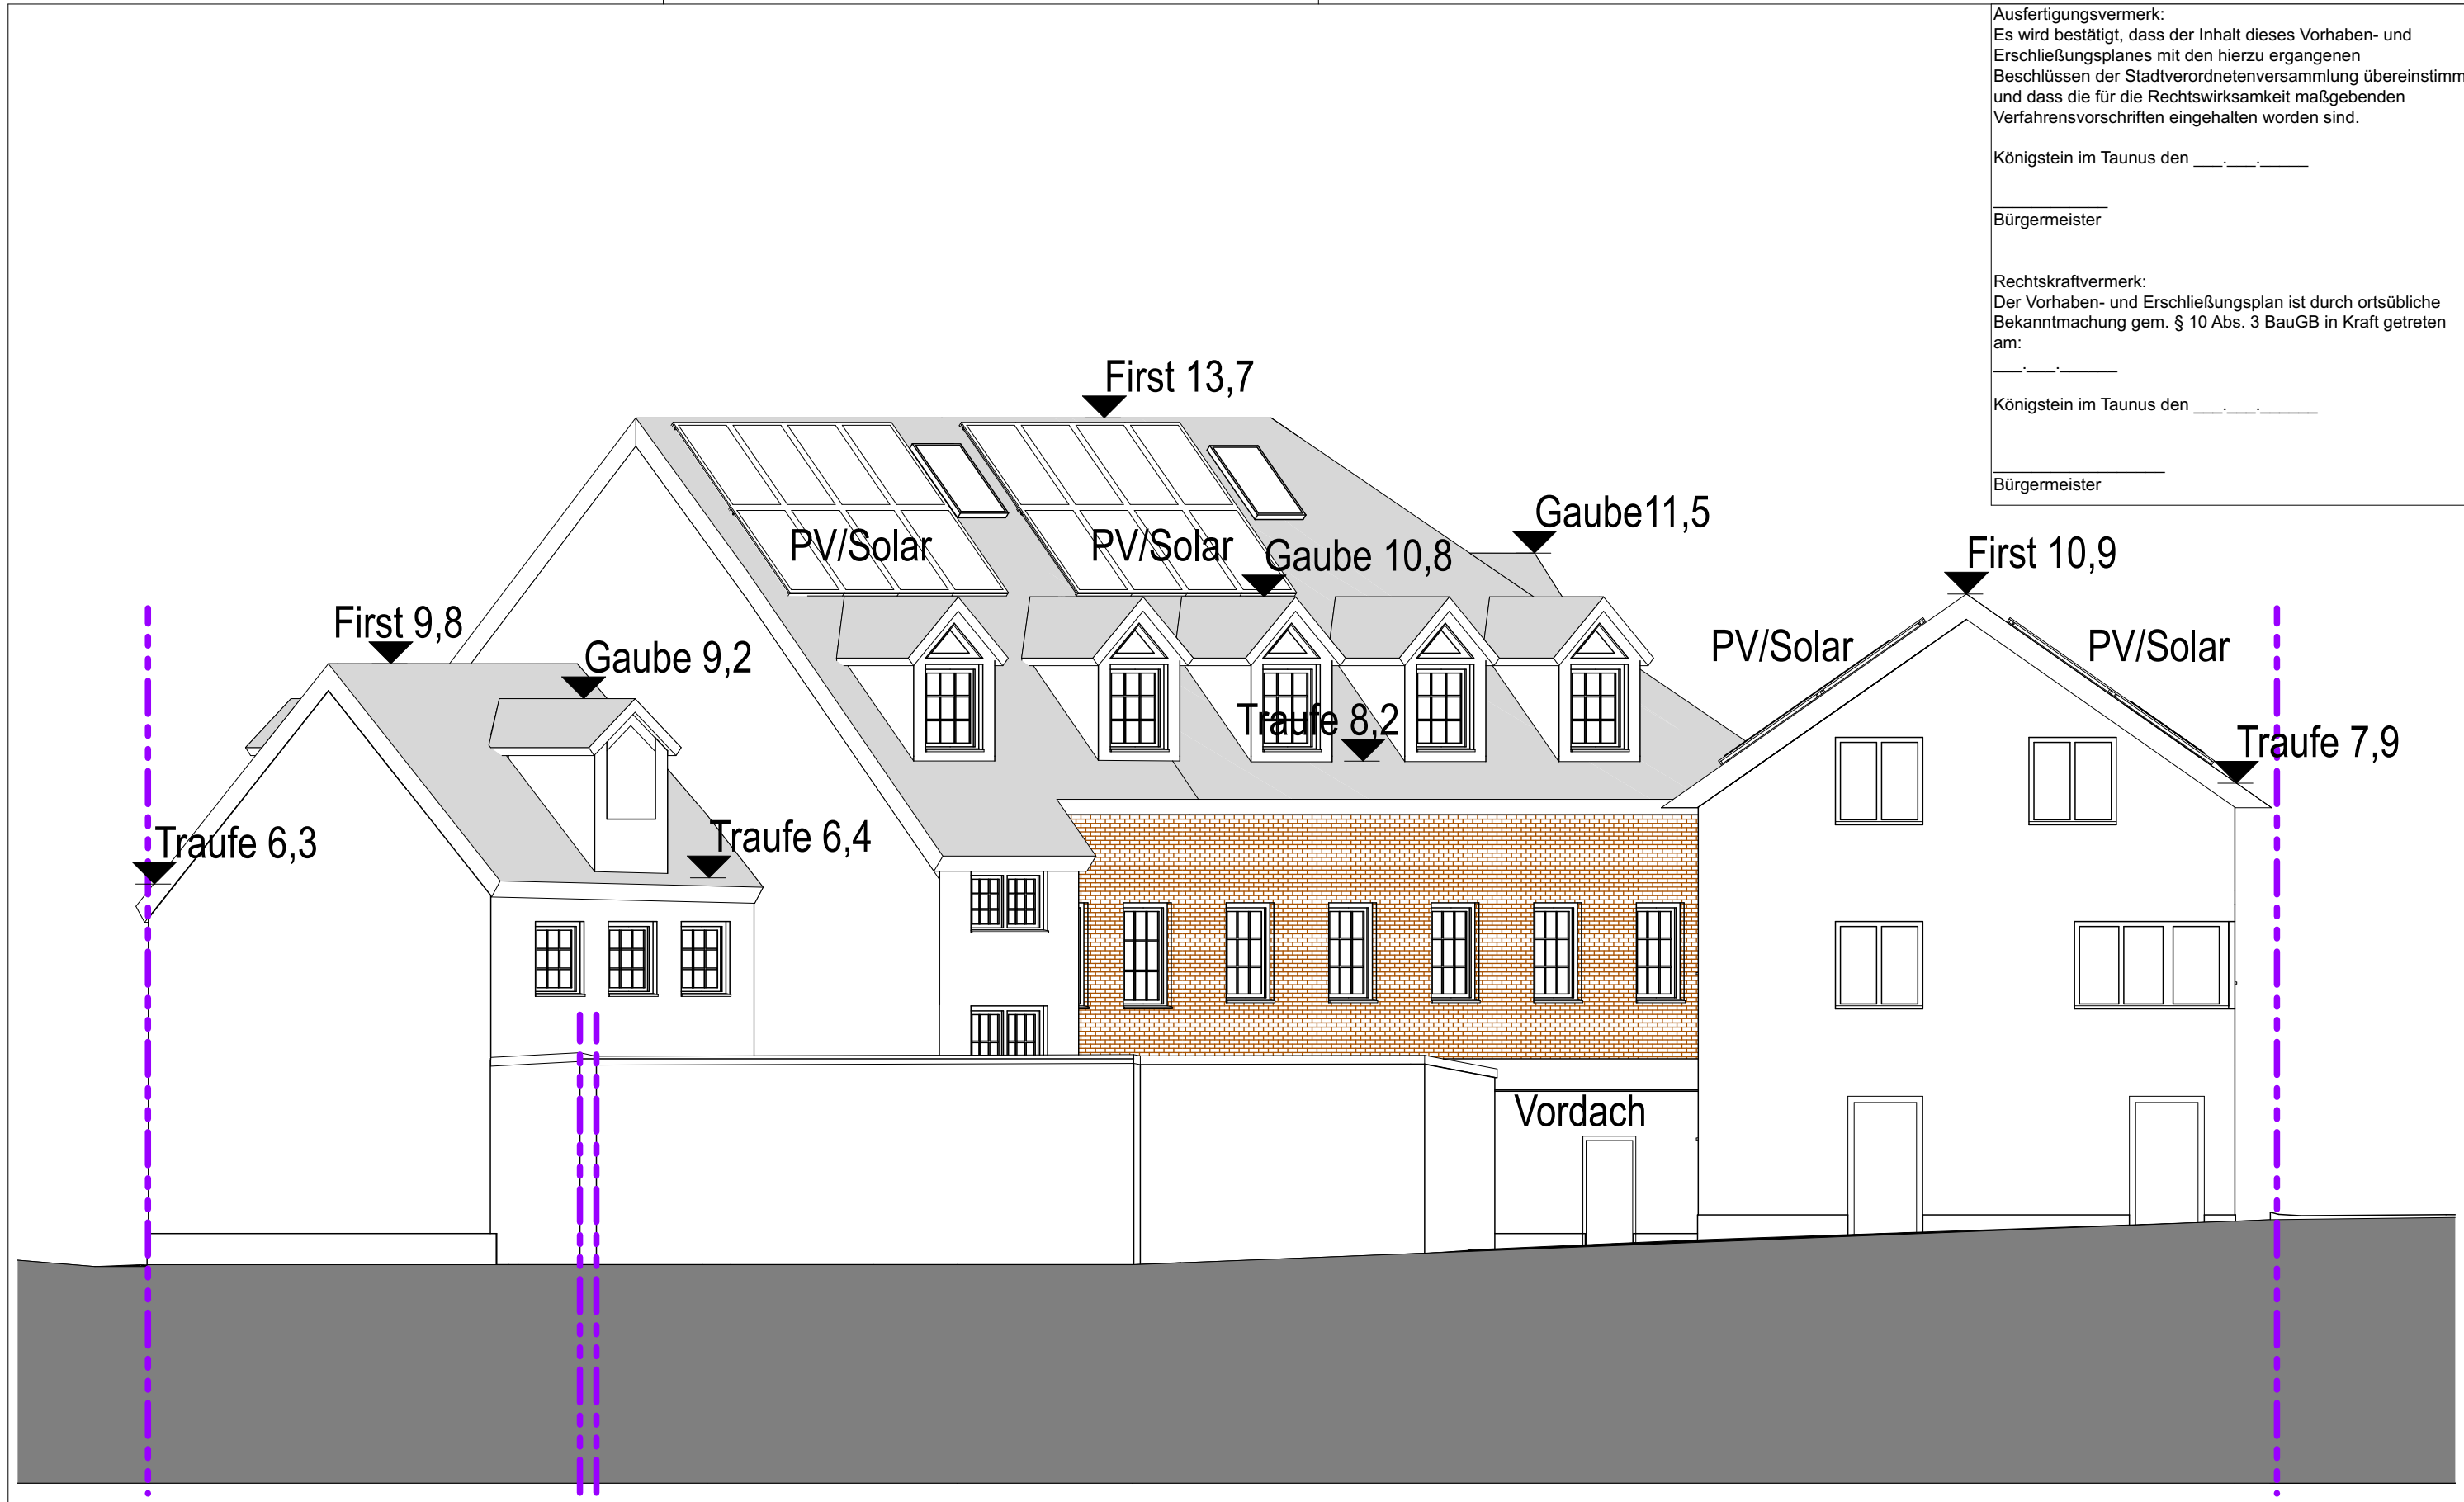 Ausfertigungsvermerk:
Es wird bestätigt, dass der Inhalt dieses Vorhaben- und
Erschließungsplanes mit den hierzu ergangenen
Beschlüssen der Stadtverordnetenversammlung übereinstimm
und dass die für die Rechtswirksamkeit maßgebenden
Verfahrensvorschriften eingehalten worden sind.
Königstein im Taunus den ___.___._____
____________
Bürgermeister
Rechtskraftvermerk:
Der Vorhaben- und Erschließungsplan ist durch ortsübliche
Bekanntmachung gem. § 10 Abs. 3 BauGB in Kraft getreten
am:
___.___.______
Königstein im Taunus den ___.___.______
__________________
Bürgermeister
First 13,7
Gaube11,5
PV/Solar
PV/Solar
Gaube 10,8
First 10,9
First 9,8
Gaube 9,2
PV/Solar
PV/Solar
Traufe 8,2
Traufe 7,9
Traufe 6,3
Traufe 6,4
Vordach